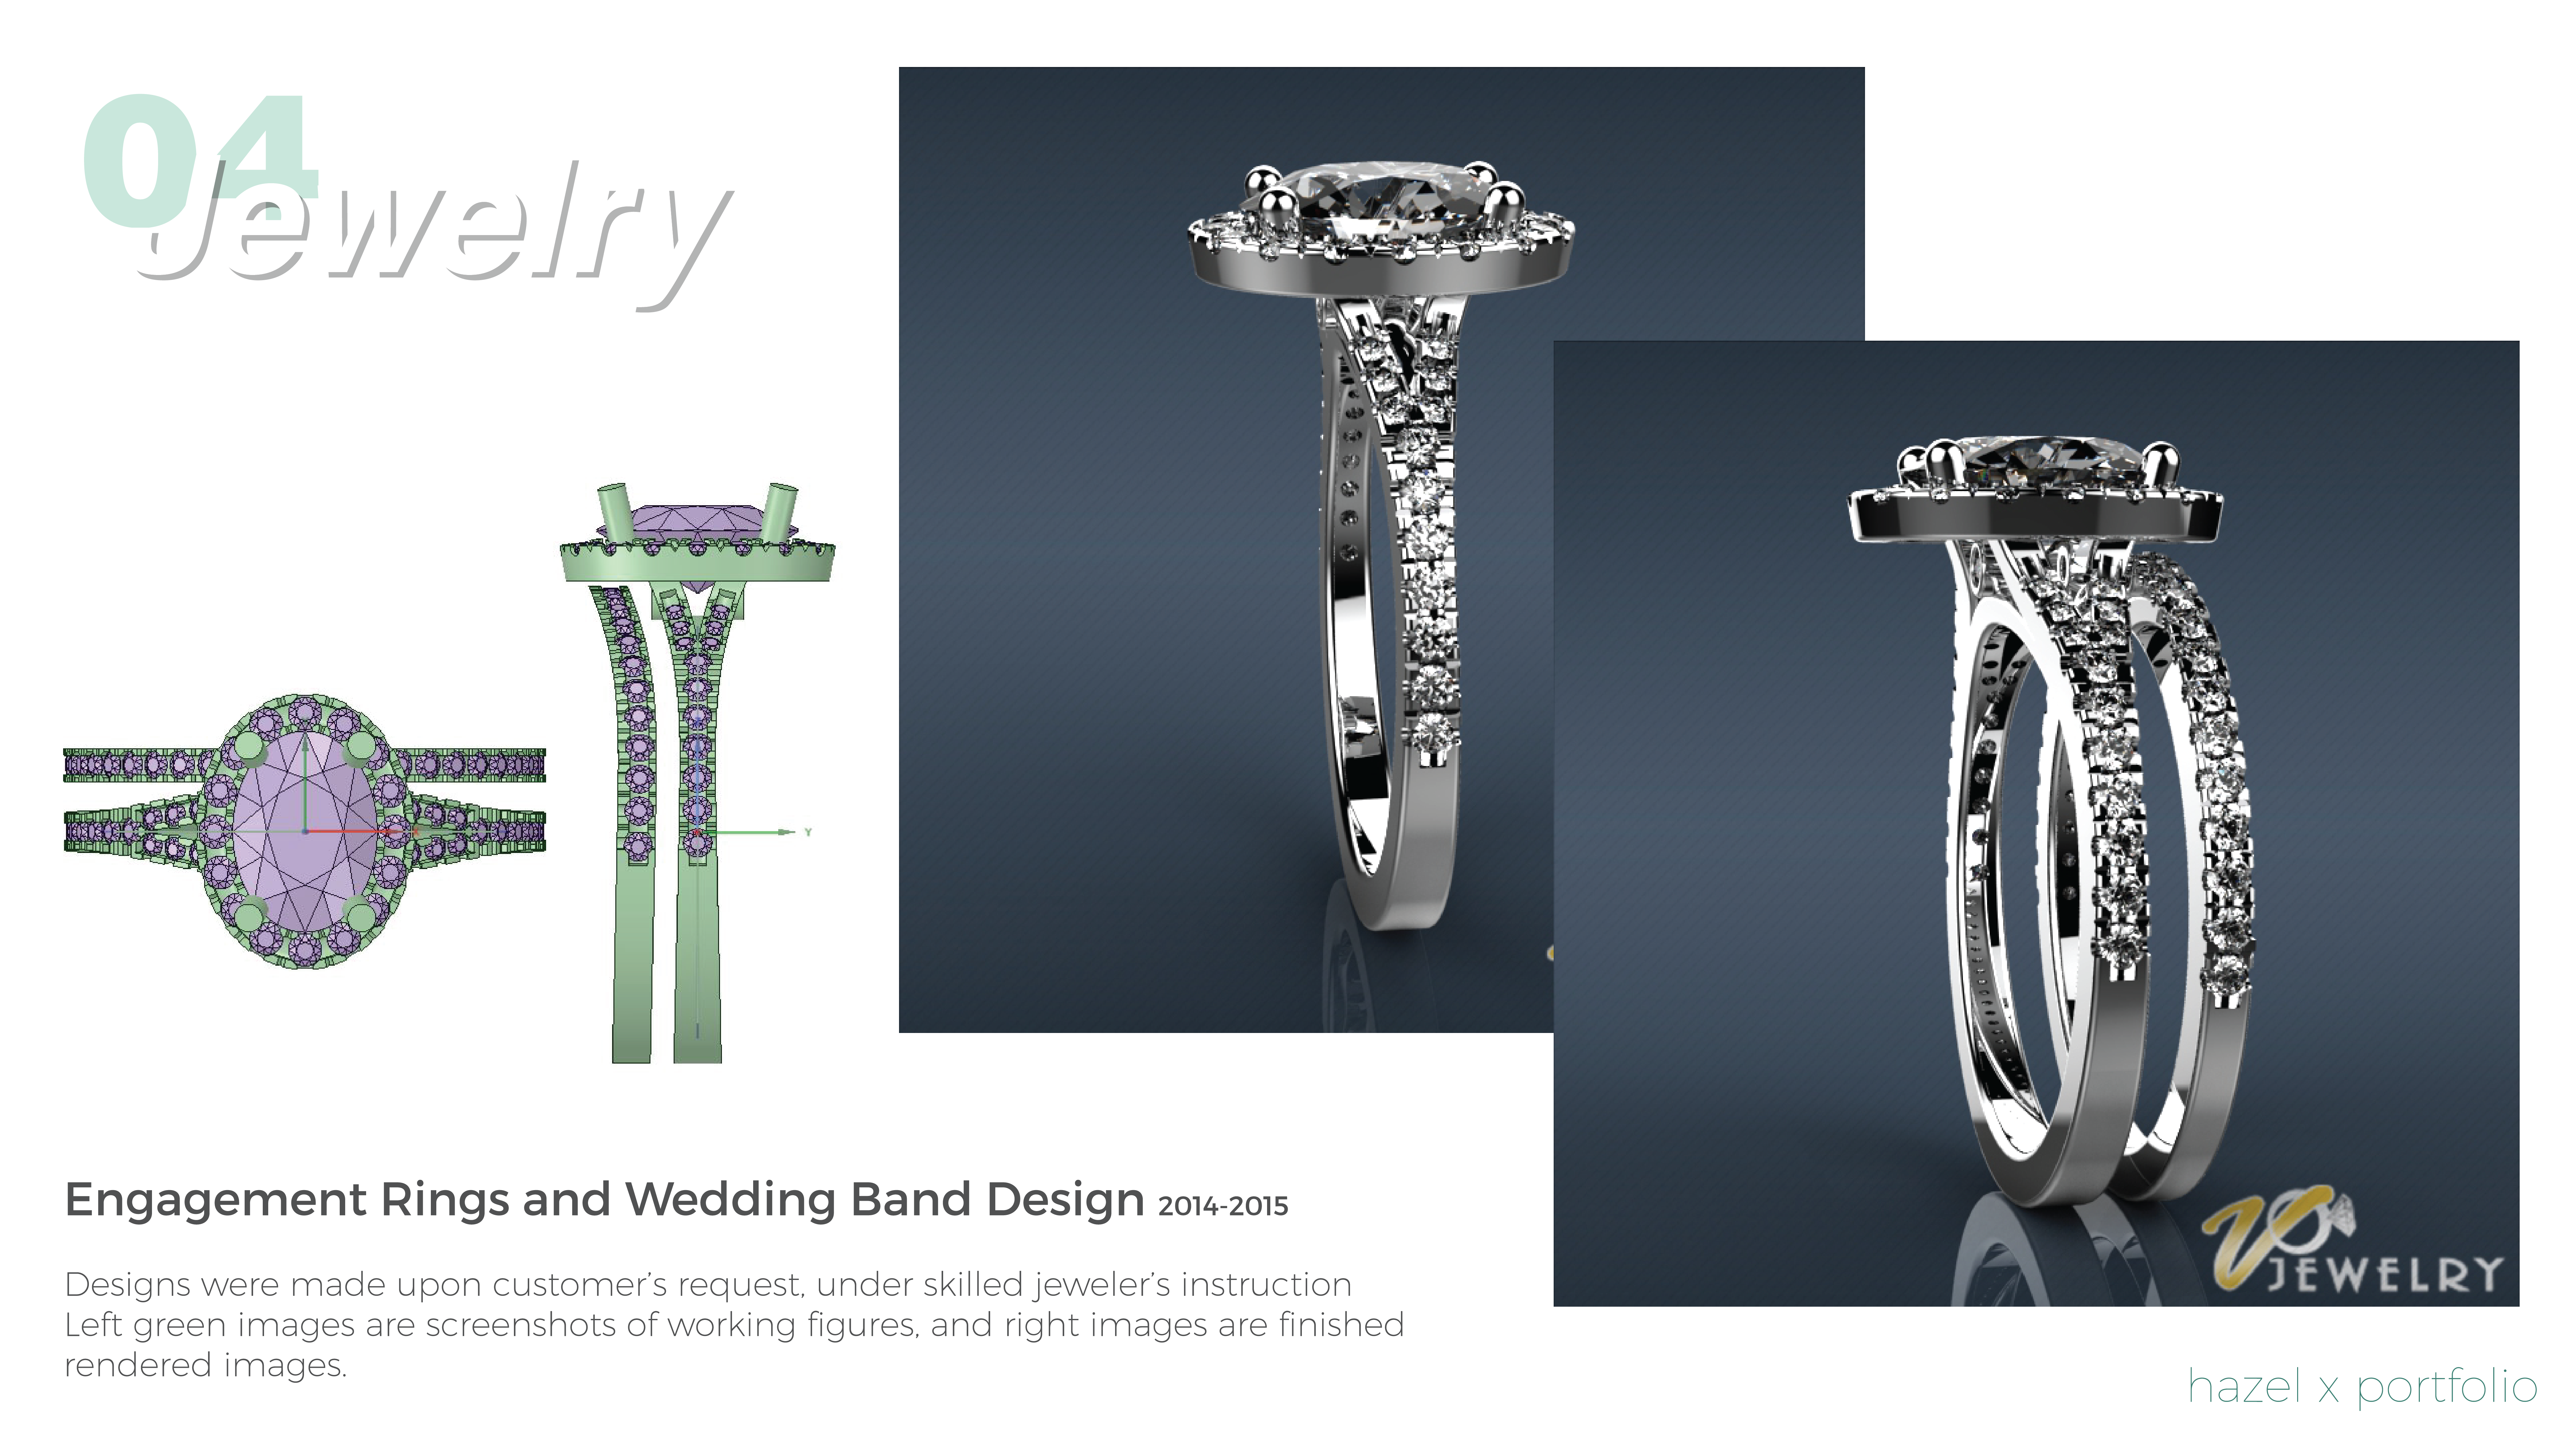 04
Jewelry
Y
Engagement Rings and Wedding Band Design 2014-2015
Designs were made upon customer’s request, under skilled jeweler’s instruction
Left green images are screenshots of working figures, and right images are finished
rendered images.
VO
JEWELRY
hazel x portfolio